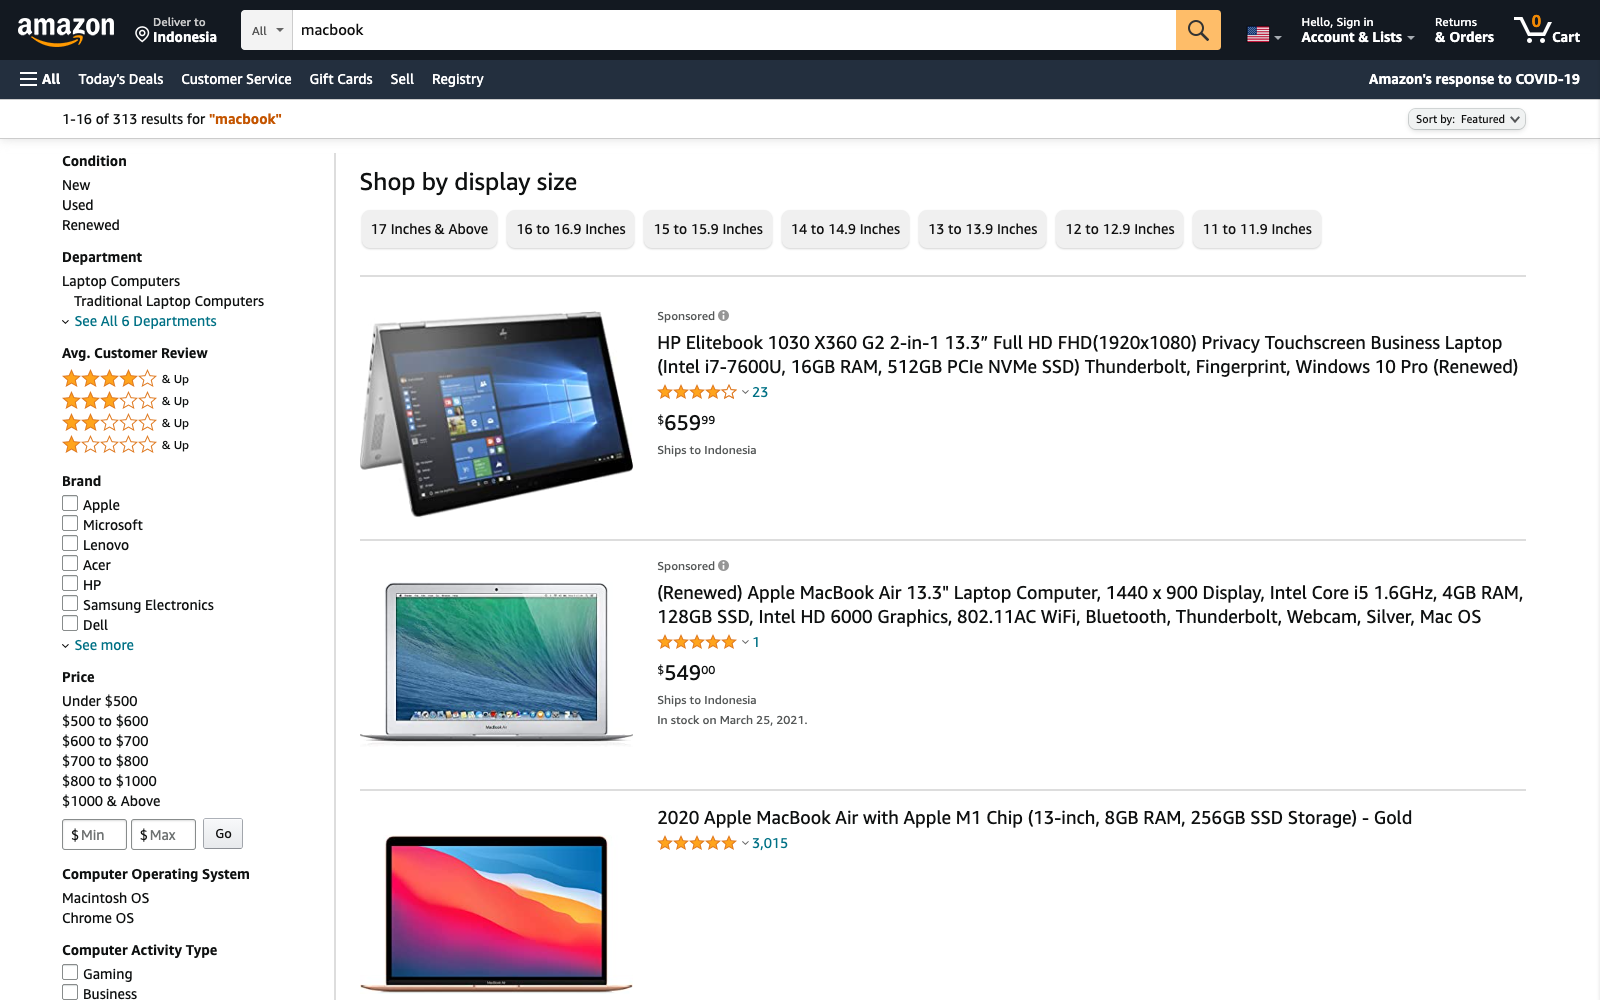 amazon
Deliver to
Indonesia
All
macbook
Hello, Sign in
Account & Lists
Returns
& Orders
0
Cart
All
Today's Deals
Customer Service
Gift Cards
Sell
Registry
Amazon's response to COVID-19
1-16 of 313 results for "macbook"
Sort by: Featured
Condition
New
Used
Renewed
Department
Laptop Computers
Traditional Laptop Computers
See All 6 Departments
Avg. Customer Review
& Up
& Up
& Up
& Up
Brand
Apple
Microsoft
Lenovo
Acer
HP
Samsung Electronics
Dell
See more
Price
Under $500
$500 to $600
$600 to $700
$700 to $800
$800 to $1000
$1000 & Above
$ Min
$ Max
Go
Computer Operating System
Macintosh OS
Chrome OS
Computer Activity Type
Gaming
Business
Shop by display size
17 Inches & Above
16 to 16.9 Inches
15 to 15.9 Inches
14 to 14.9 Inches
13 to 13.9 Inches
12 to 12.9 Inches
11 to 11.9 Inches
Sponsored
HP Elitebook 1030 X360 G2 2-in-1 13.3” Full HD FHD(1920x1080) Privacy Touchscreen Business Laptop
(Intel i7-7600U, 16GB RAM, 512GB PCIe NVMe SSD) Thunderbolt, Fingerprint, Windows 10 Pro (Renewed)
23
$65999
Ships to Indonesia
Sponsored
(Renewed) Apple MacBook Air 13.3" Laptop Computer, 1440 x 900 Display, Intel Core i5 1.6GHz, 4GB RAM,
128GB SSD, Intel HD 6000 Graphics, 802.11AC WiFi, Bluetooth, Thunderbolt, Webcam, Silver, Mac OS
1
$54900
Ships to Indonesia
In stock on March 25, 2021.
MacBook Air
2020 Apple MacBook Air with Apple M1 Chip (13-inch, 8GB RAM, 256GB SSD Storage) - Gold
3,015